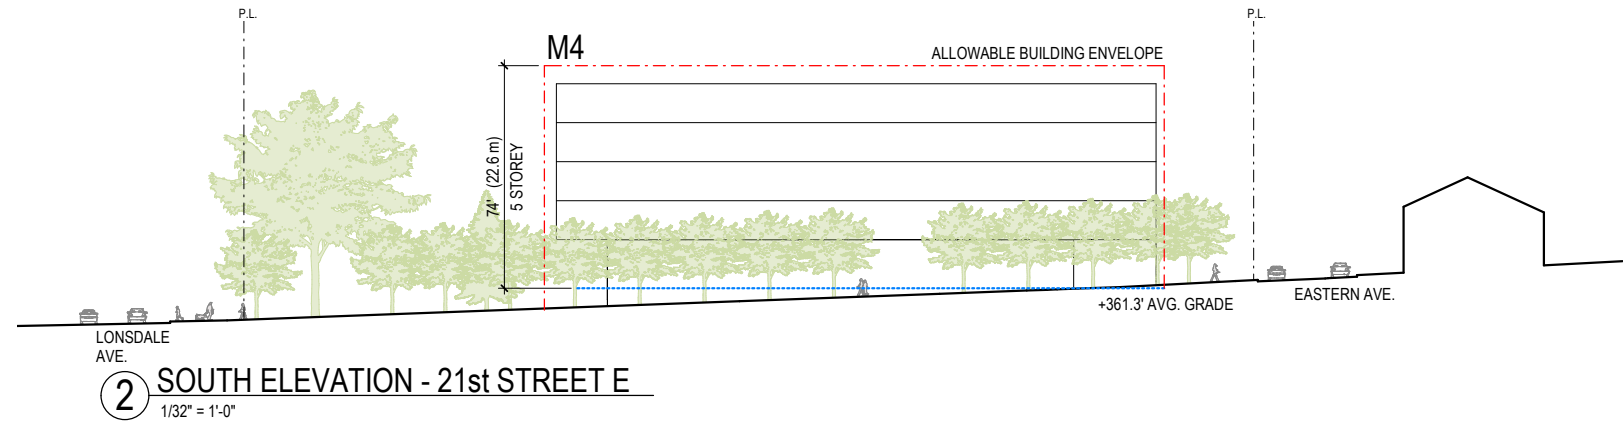 P.L.
P.L.
M4
ALLOWABLE BUILDING ENVELOPE
74' (22.6 m)
5 STOREY
+361.3' AVG. GRADE
EASTERN AVE.
LONSDALE
AVE.
2
SOUTH ELEVATION - 21st STREET E
1/32" = 1'-0"